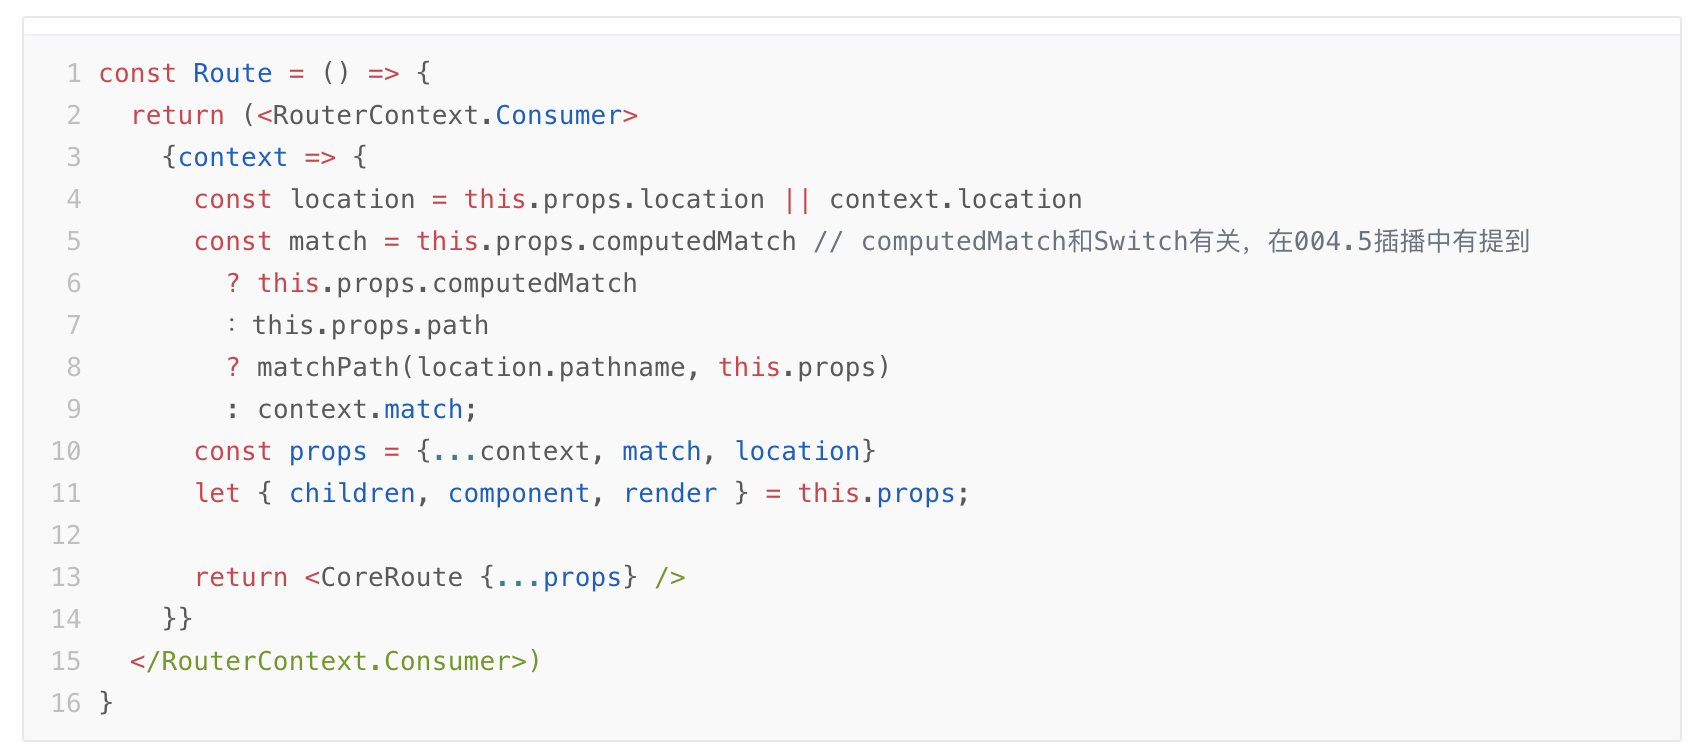 1 const Route = () => {
2   return (<RouterContext.Consumer>
3     {context => {
4       const location = this.props.location || context.location
5       const match = this.props.computedMatch // computedMatch和Switch有关，在004.5插播中有提到
6         ? this.props.computedMatch
7         ：this.props.path
8         ? matchPath(location.pathname, this.props)
9         : context.match;
10       const props = {...context, match, location}
11       let { children, component, render } = this.props;
12
13       return <CoreRoute {...props} />
14     }}
15   </RouterContext.Consumer>)
16 }